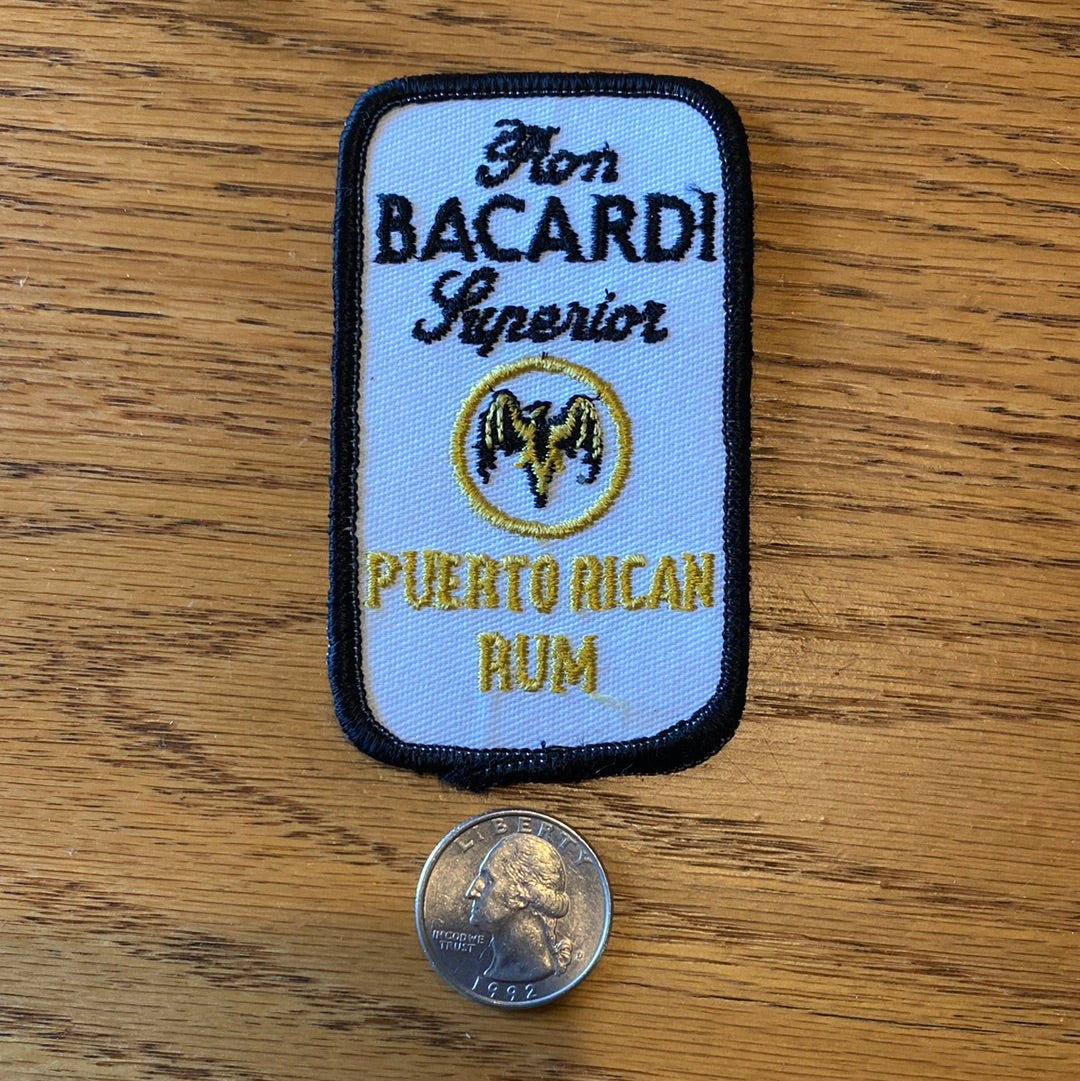 Ron
BACARDI
Superior
PUERTO RICAN
RUM
LIBERTY
IN GOD WE
TRUST
1992